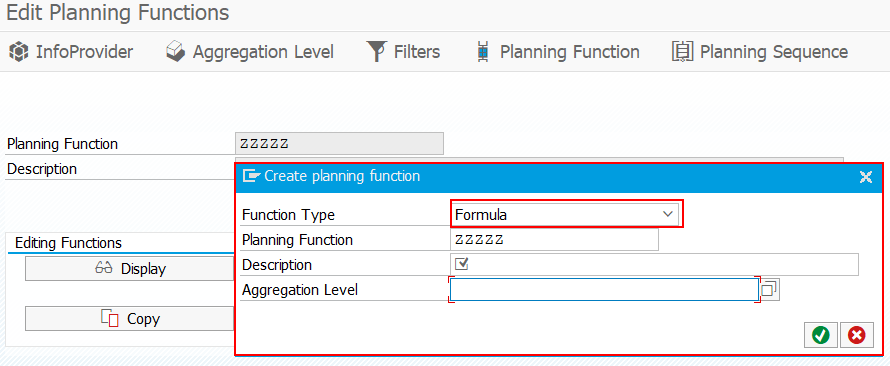 Edit Planning Functions
InfoProvider Aggregation Level Filters Planning Function Planning Sequence
Planning Function ZZZZZ
Description
Create planning function
Function Type Formula
Planning Function ZZZZZ
Description
Aggregation Level
Editing Functions
Display
Copy